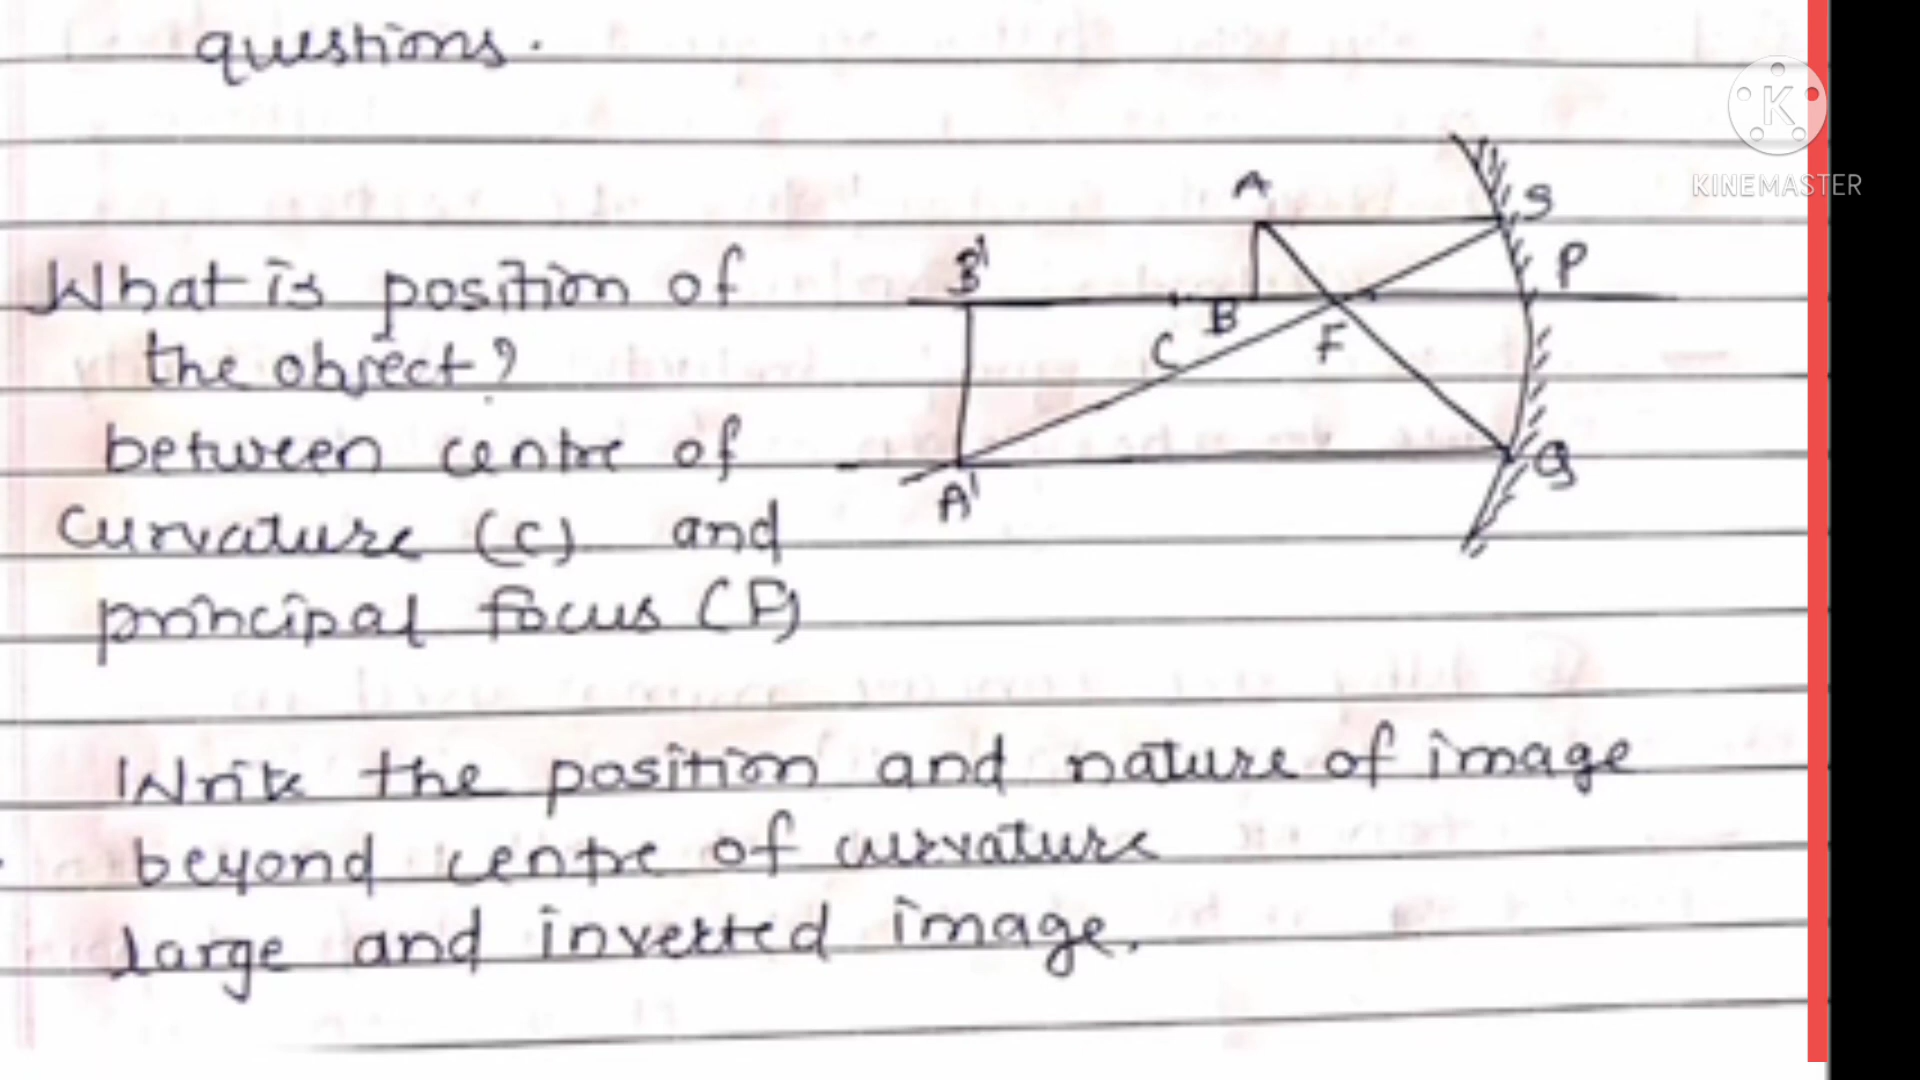 questions.
What is position of
the object?
between centre of
curvature (C) and
principal focus (F)
A
S
P
B'
B
C
F
A'
Q
Write the position and nature of image
beyond centre of curvature
large and inverted image.
K
KINEMASTER